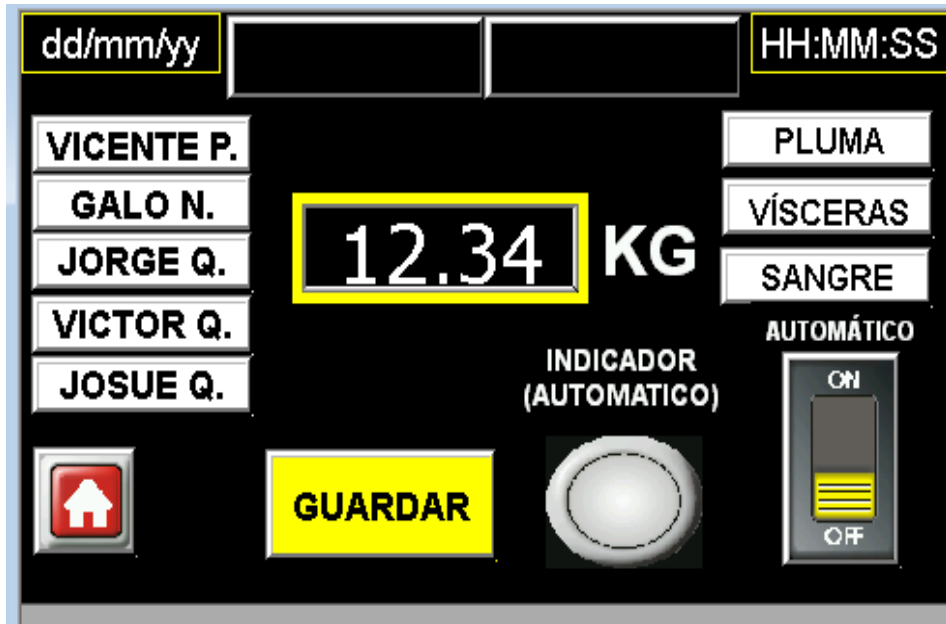 dd/mm/yy
HH:MM:SS
VICENTE P.
GALO N.
JORGE Q.
VICTOR Q.
JOSUE Q.
12.34 KG
PLUMA
VÍSCERAS
SANGRE
AUTOMÁTICO
ON
OFF
INDICADOR
(AUTOMATICO)
GUARDAR